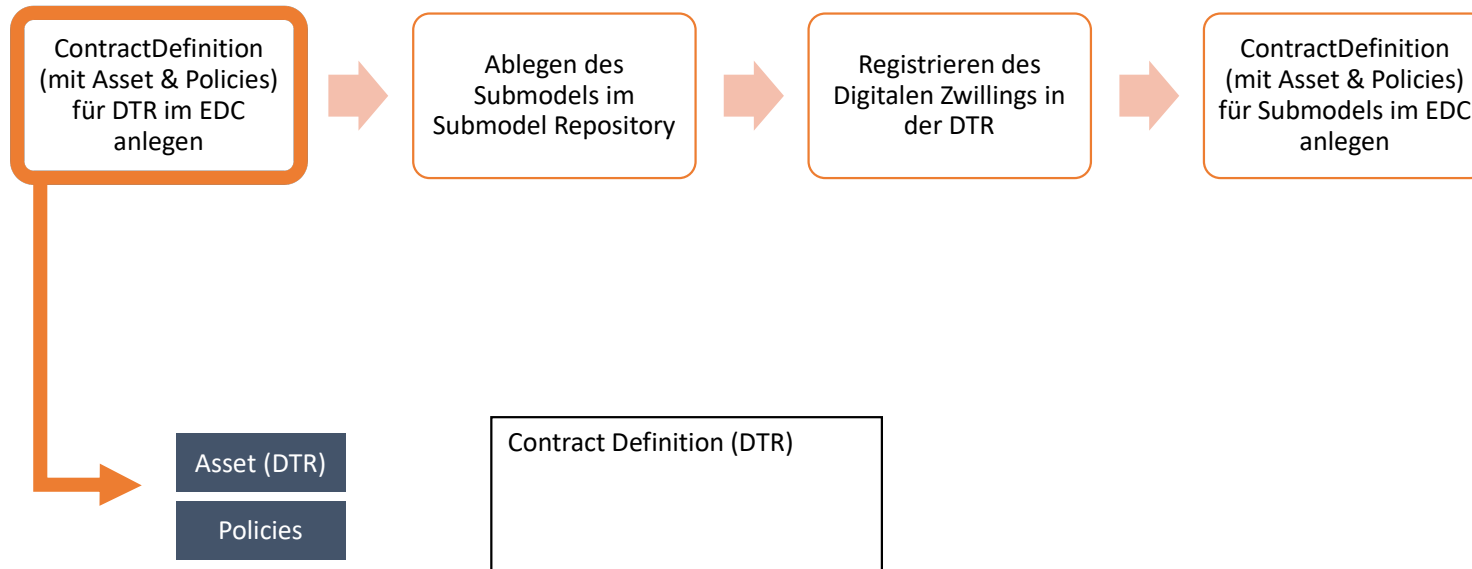 ContractDefinition
(mit Asset & Policies)
für DTR im EDC
anlegen
Ablegen des
Submodels im
Submodel Repository
Registrieren des
Digitalen Zwillings in
der DTR
ContractDefinition
(mit Asset & Policies)
für Submodels im EDC
anlegen
Asset (DTR)
Policies
Contract Definition (DTR)